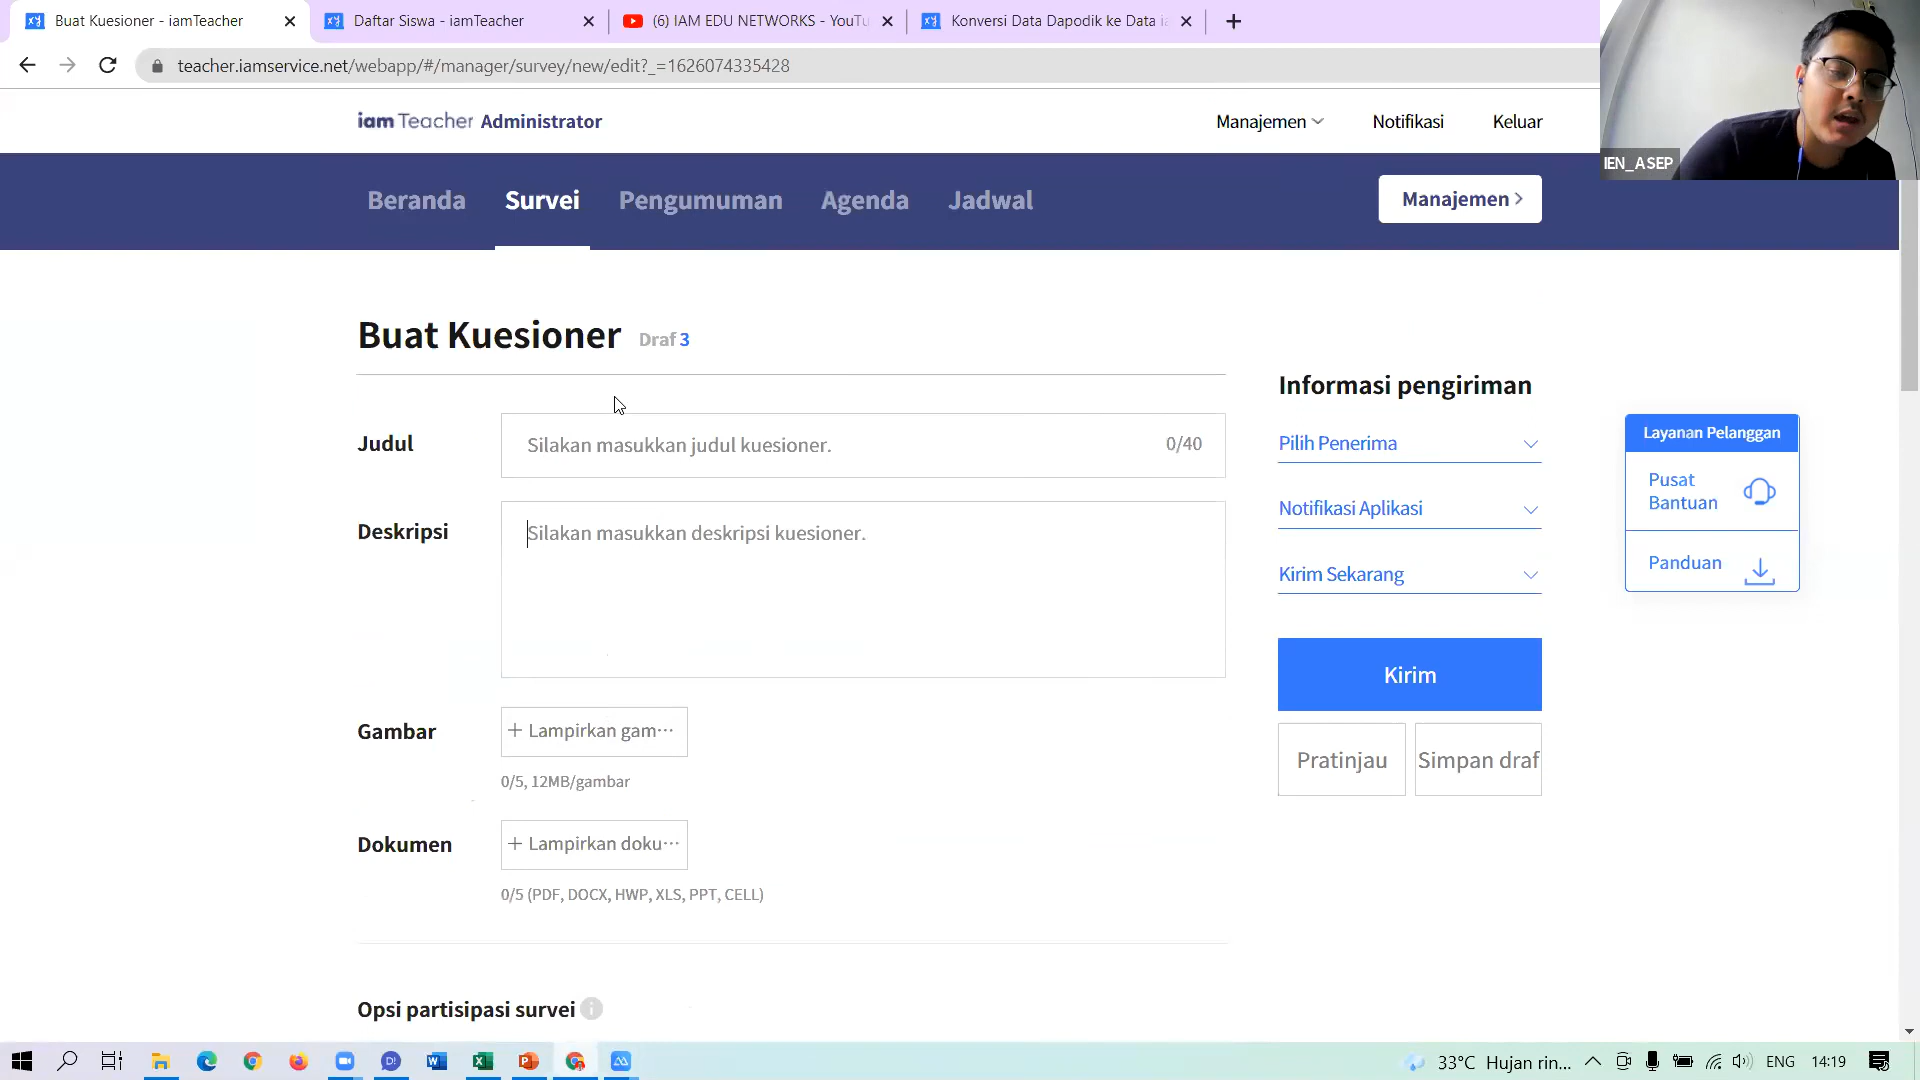 Buat Kuesioner - iamTeacher
Daftar Siswa - iamTeacher
(6) IAM EDU NETWORKS - YouTu
Konversi Data Dapodik ke Data ia
teacher.iamservice.net/webapp/#/manager/survey/new/edit?_=1626074335428
iam Teacher Administrator
Manajemen
Notifikasi
Keluar
IEN_ASEP
Beranda
Survei
Pengumuman
Agenda
Jadwal
Manajemen
Buat Kuesioner Draf 3
Informasi pengiriman
Judul
Silakan masukkan judul kuesioner.
0/40
Pilih Penerima
Layanan Pelanggan
Pusat
Bantuan
Deskripsi
Silakan masukkan deskripsi kuesioner.
Notifikasi Aplikasi
Kirim Sekarang
Panduan
Kirim
Gambar
+ Lampirkan gam···
0/5, 12MB/gambar
Pratinjau
Simpan draf
Dokumen
+ Lampirkan doku···
0/5 (PDF, DOCX, HWP, XLS, PPT, CELL)
Opsi partisipasi survei
33°C Hujan rin...
ENG
14:19